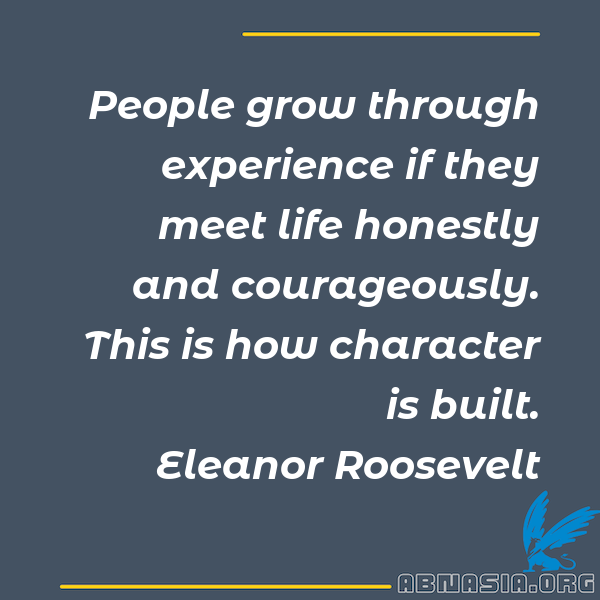 People grow through
experience if they
meet life honestly
and courageously.
This is how character
is built.
Eleanor Roosevelt
ABNASIA.ORG